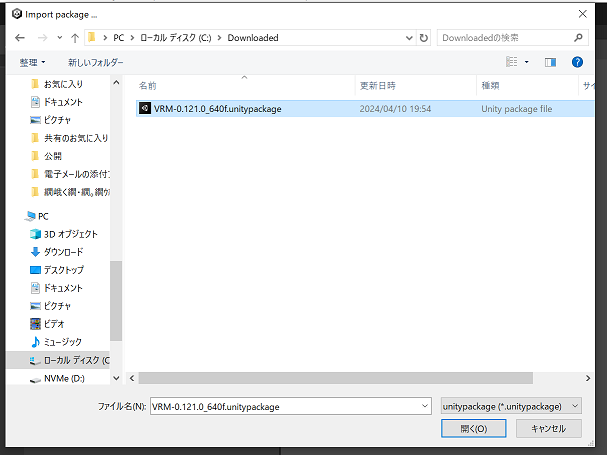 Import package ...
PC › ローカル ディスク (C:) › Downloaded
Downloadedの検索
整理
新しいフォルダー
お気に入り
ドキュメント
ピクチャ
共有のお気に入り
公開
電子メールの添付フ
PC
3D オブジェクト
ダウンロード
デスクトップ
ドキュメント
ピクチャ
ビデオ
ミュージック
ローカル ディスク (C
NVMe (D:)
名前 更新日時 種類 サイ
VRM-0.121.0_640f.unitypackage 2024/04/10 19:54 Unity package file
ファイル名(N): VRM-0.121.0_640f.unitypackage unitypackage (*.unitypackage)
開く(O) キャンセル